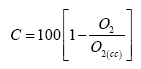 C = 100[1 - O₂/O₂₍cc₎]